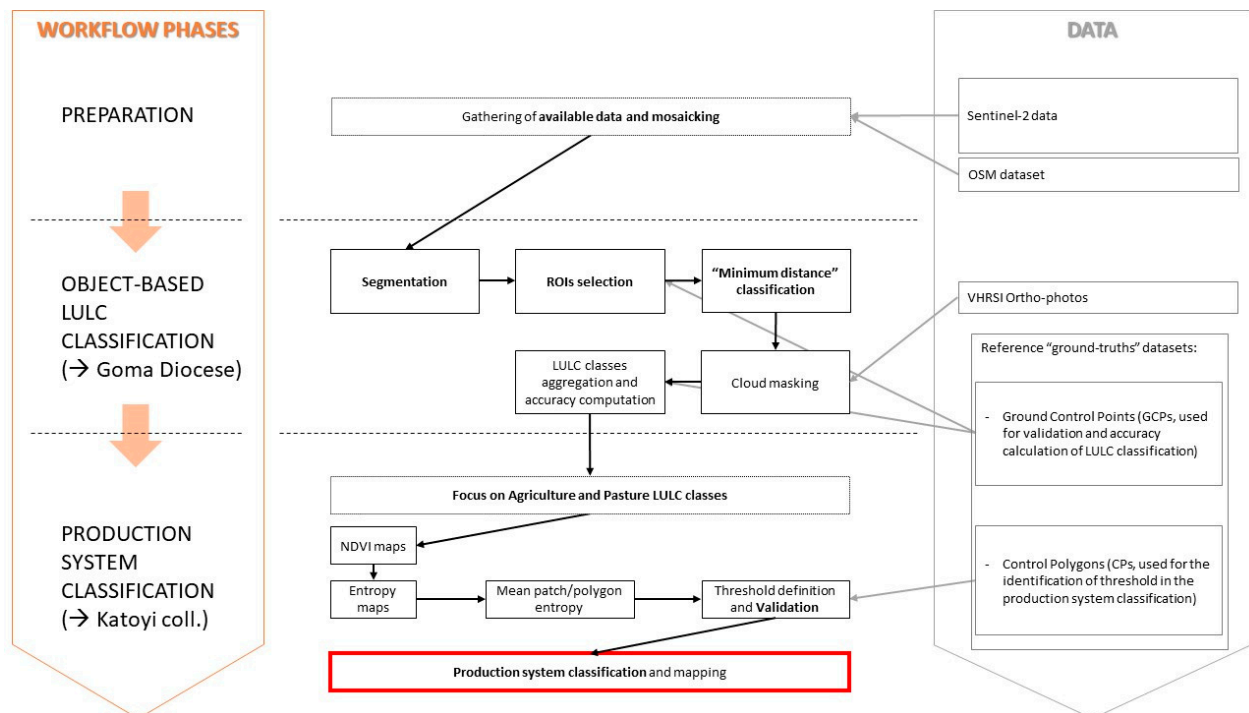 WORKFLOW PHASES
DATA
PREPARATION
Gathering of available data and mosaicking
Sentinel-2 data
OSM dataset
OBJECT-BASED
LULC
CLASSIFICATION
(→ Goma Diocese)
Segmentation
ROIs selection
“Minimum distance”
classification
VHRSI Ortho-photos
LULC classes
aggregation and
accuracy computation
Cloud masking
Reference “ground-truths” datasets:
- Ground Control Points (GCPs, used
for validation and accuracy
calculation of LULC classification)
PRODUCTION
SYSTEM
CLASSIFICATION
(→ Katoyi coll.)
Focus on Agriculture and Pasture LULC classes
NDVI maps
Entropy
maps
Mean patch/polygon
entropy
Threshold definition
and Validation
- Control Polygons (CPs, used for the
identification of threshold in the
production system classification)
Production system classification and mapping